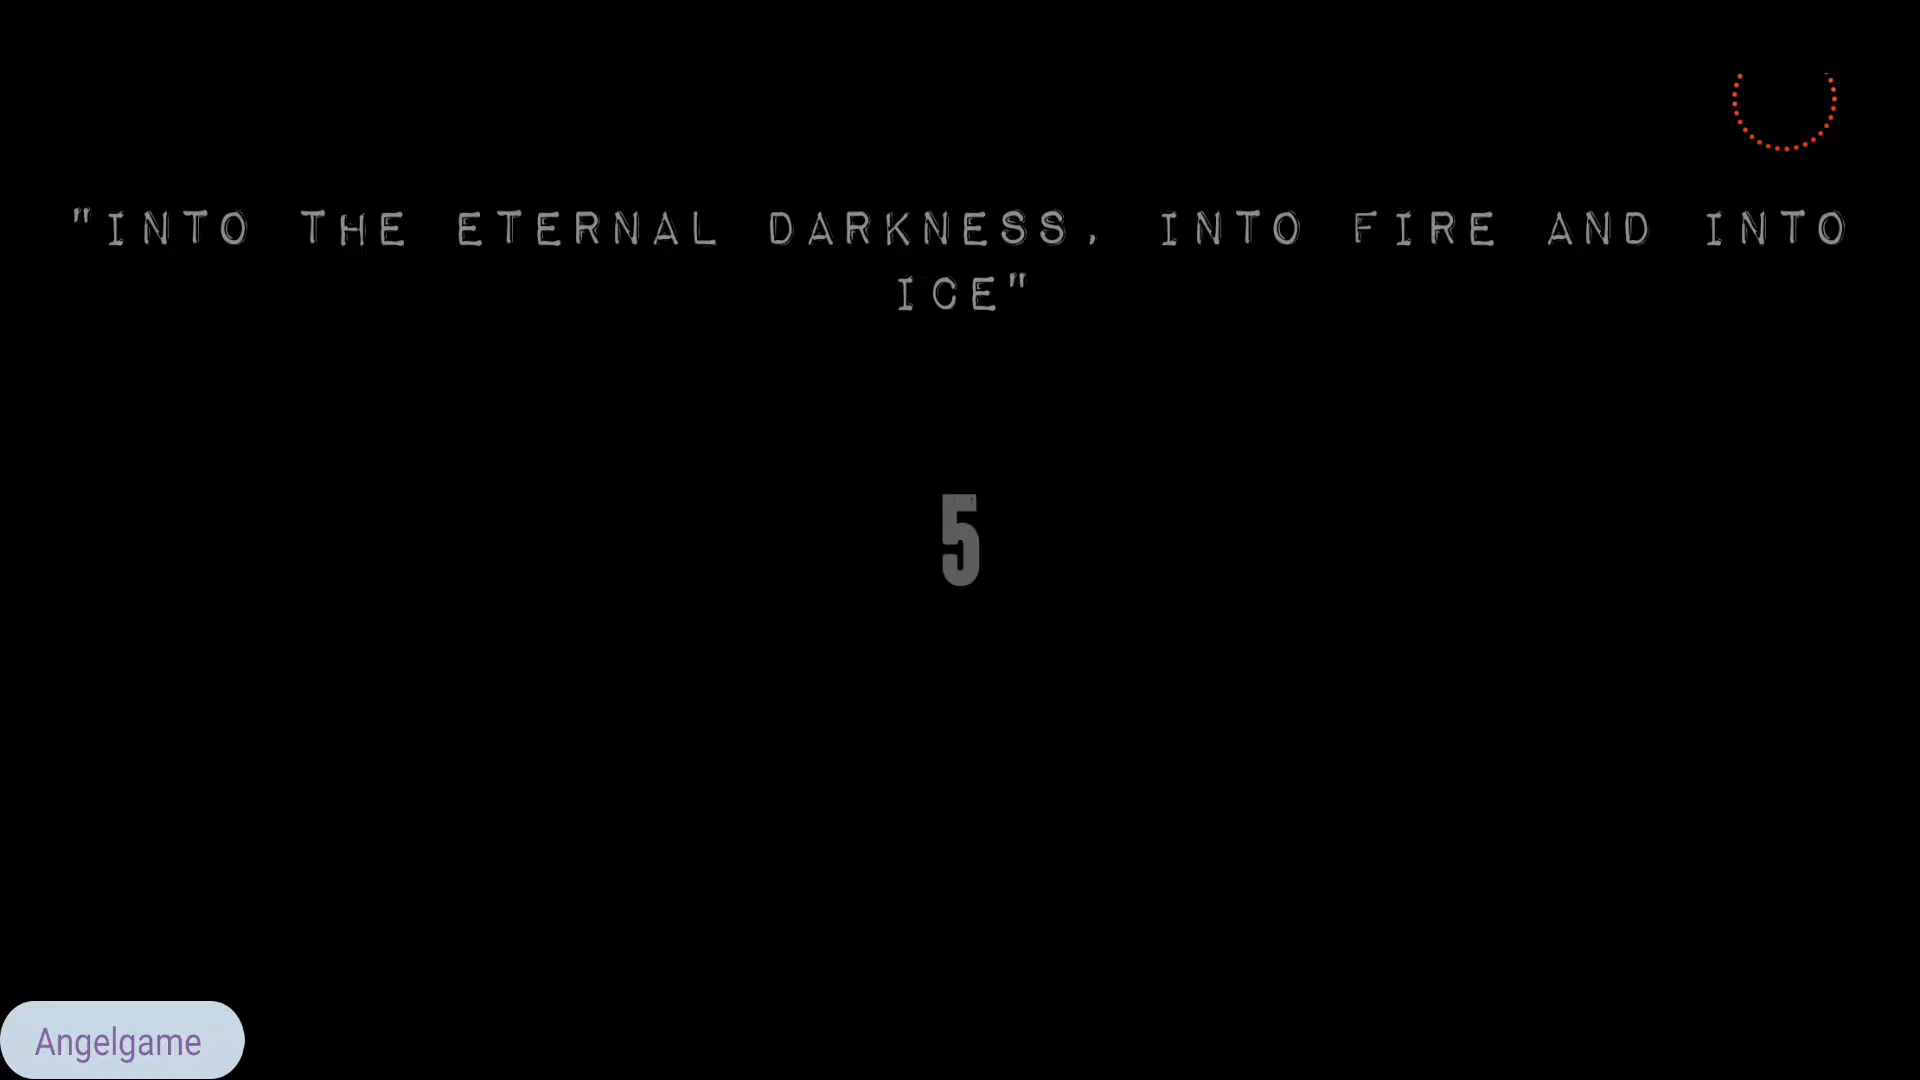 "INTO THE ETERNAL DARKNESS, INTO FIRE AND INTO
ICE"
5
Angelgame